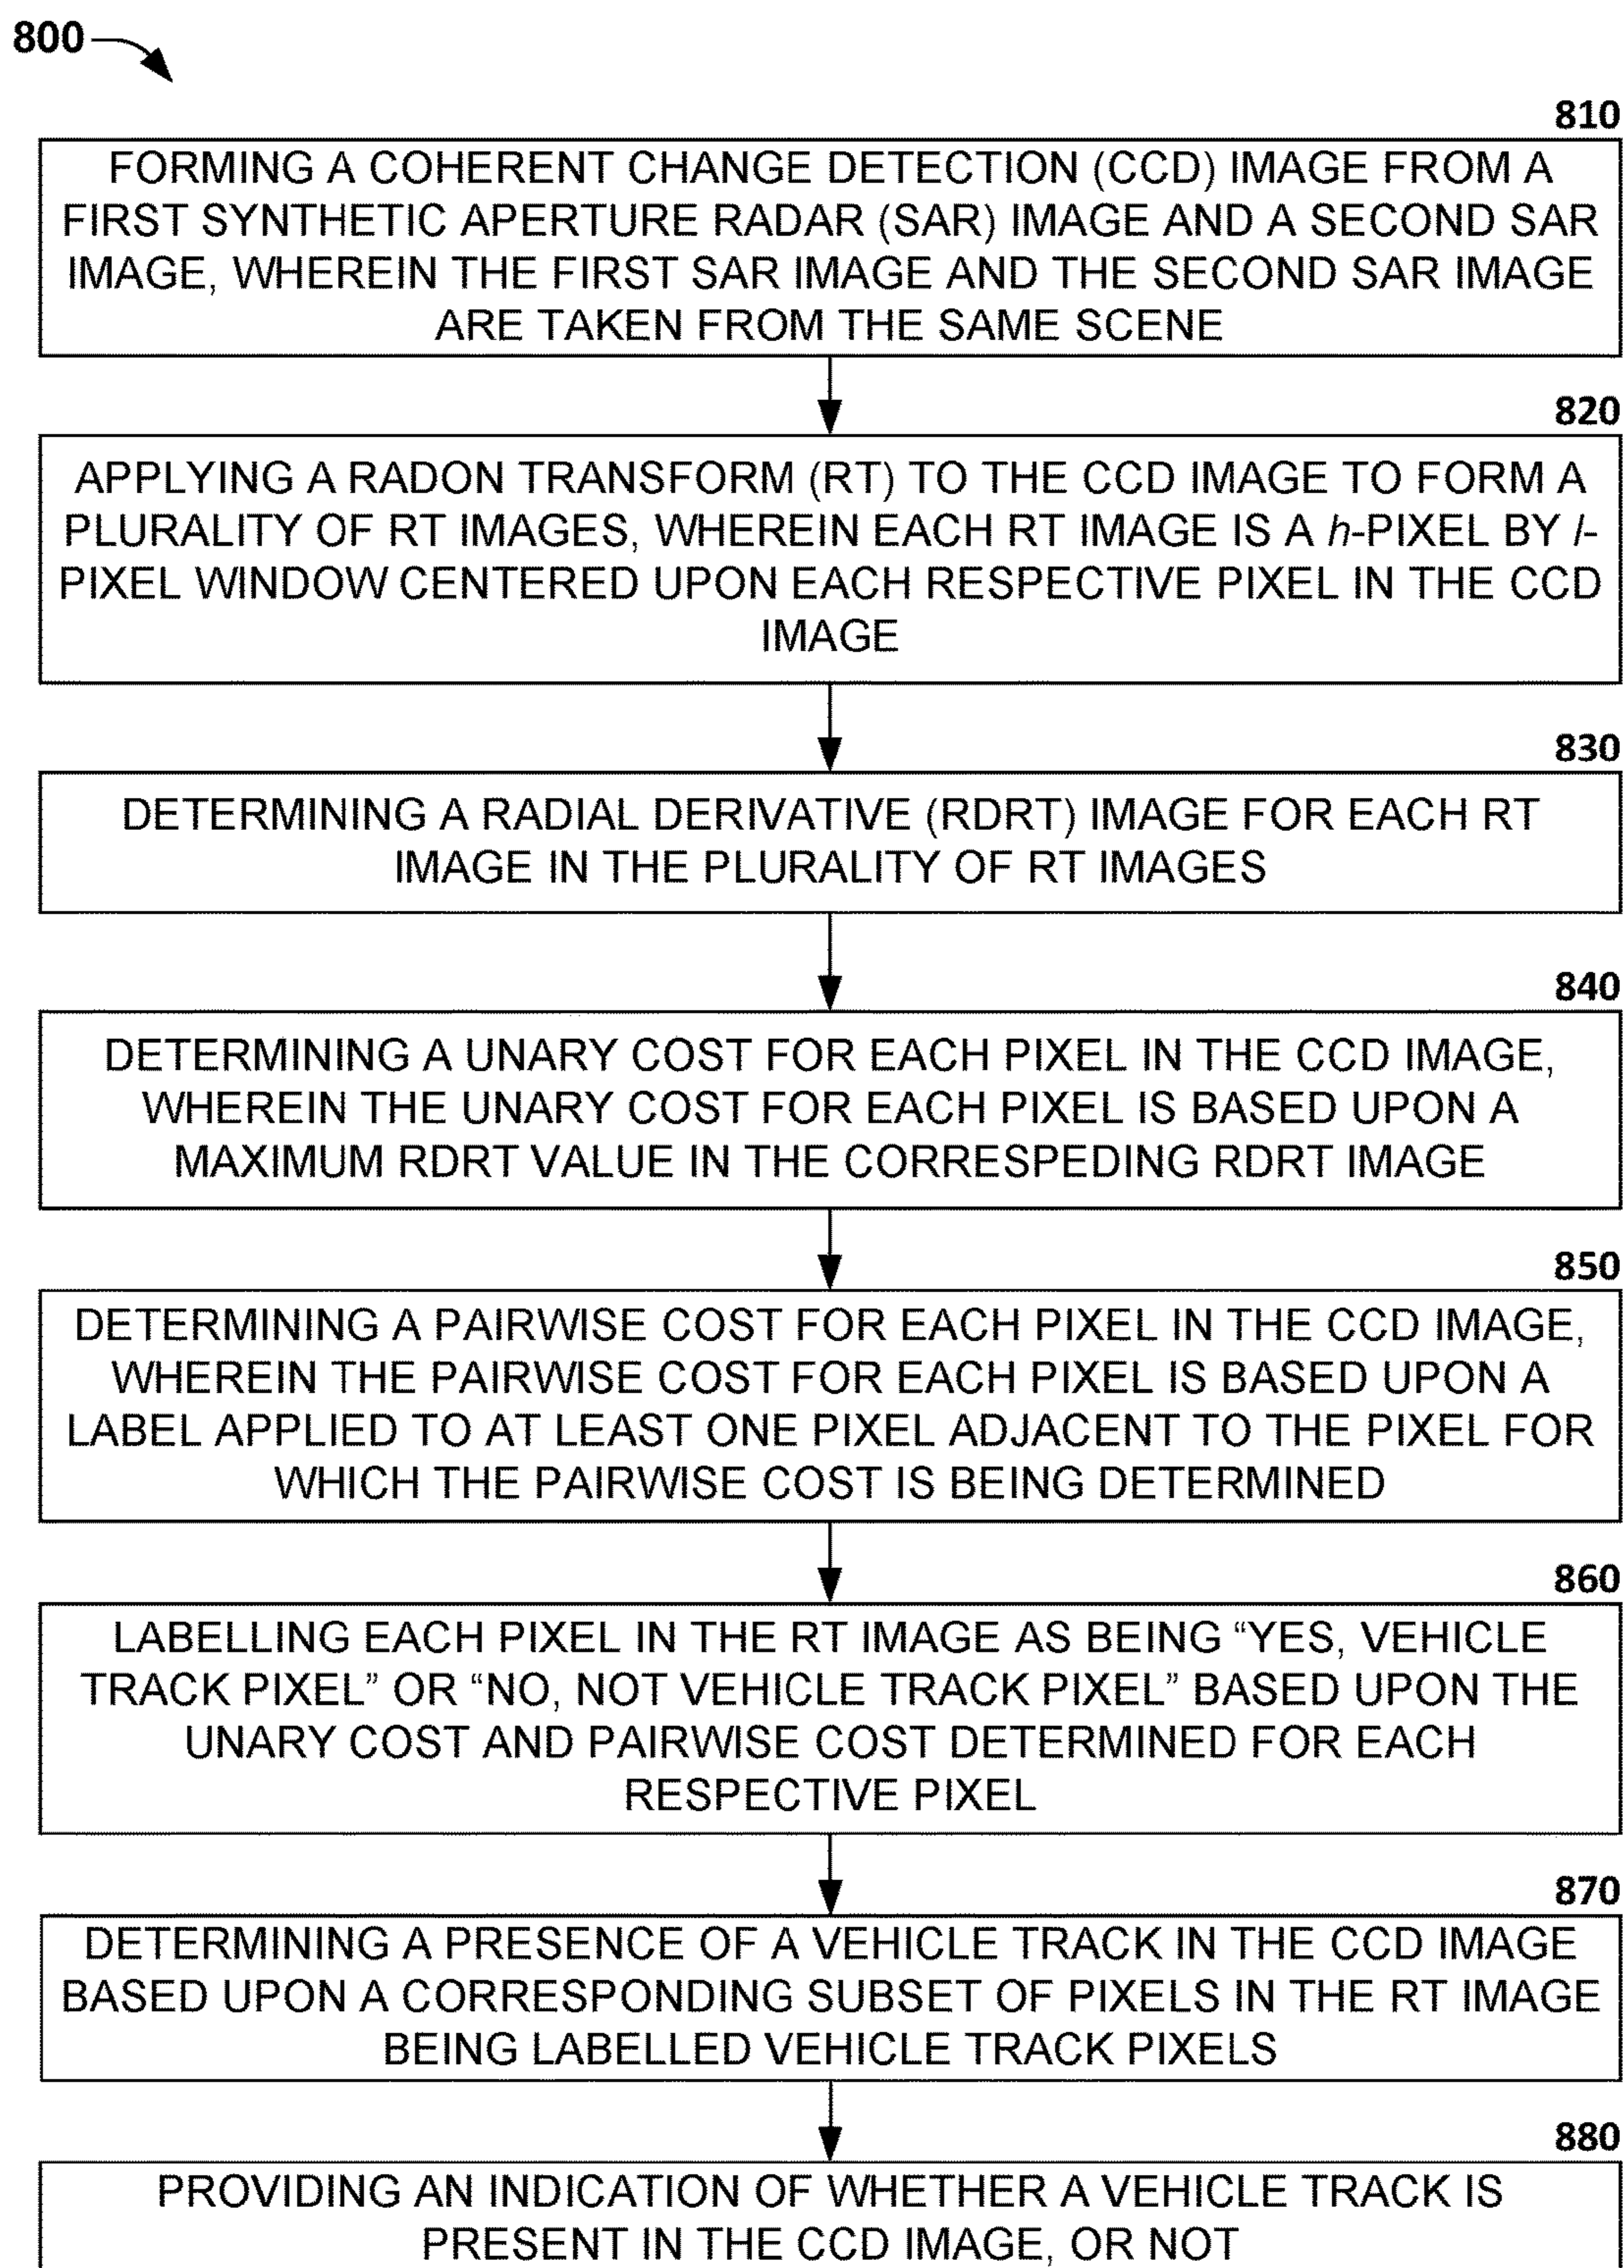 800
810
FORMING A COHERENT CHANGE DETECTION (CCD) IMAGE FROM A
FIRST SYNTHETIC APERTURE RADAR (SAR) IMAGE AND A SECOND SAR
IMAGE, WHEREIN THE FIRST SAR IMAGE AND THE SECOND SAR IMAGE
ARE TAKEN FROM THE SAME SCENE
820
APPLYING A RADON TRANSFORM (RT) TO THE CCD IMAGE TO FORM A
PLURALITY OF RT IMAGES, WHEREIN EACH RT IMAGE IS A h-PIXEL BY l-
PIXEL WINDOW CENTERED UPON EACH RESPECTIVE PIXEL IN THE CCD
IMAGE
830
DETERMINING A RADIAL DERIVATIVE (RDRT) IMAGE FOR EACH RT
IMAGE IN THE PLURALITY OF RT IMAGES
840
DETERMINING A UNARY COST FOR EACH PIXEL IN THE CCD IMAGE,
WHEREIN THE UNARY COST FOR EACH PIXEL IS BASED UPON A
MAXIMUM RDRT VALUE IN THE CORRESPEDING RDRT IMAGE
850
DETERMINING A PAIRWISE COST FOR EACH PIXEL IN THE CCD IMAGE,
WHEREIN THE PAIRWISE COST FOR EACH PIXEL IS BASED UPON A
LABEL APPLIED TO AT LEAST ONE PIXEL ADJACENT TO THE PIXEL FOR
WHICH THE PAIRWISE COST IS BEING DETERMINED
860
LABELLING EACH PIXEL IN THE RT IMAGE AS BEING “YES, VEHICLE
TRACK PIXEL” OR “NO, NOT VEHICLE TRACK PIXEL” BASED UPON THE
UNARY COST AND PAIRWISE COST DETERMINED FOR EACH
RESPECTIVE PIXEL
870
DETERMINING A PRESENCE OF A VEHICLE TRACK IN THE CCD IMAGE
BASED UPON A CORRESPONDING SUBSET OF PIXELS IN THE RT IMAGE
BEING LABELLED VEHICLE TRACK PIXELS
880
PROVIDING AN INDICATION OF WHETHER A VEHICLE TRACK IS
PRESENT IN THE CCD IMAGE, OR NOT